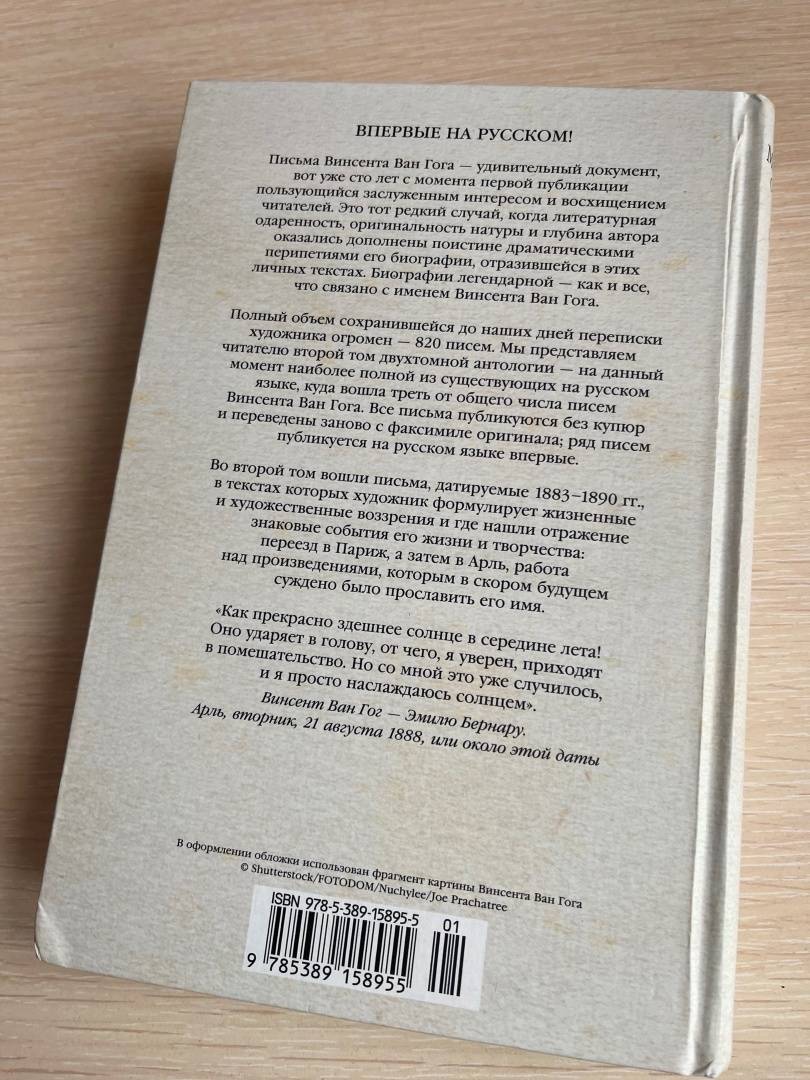 ВПЕРВЫЕ НА РУССКОМ!
Письма Винсента Ван Гога — удивительный документ,
вот уже сто лет с момента первой публикации
пользующийся заслуженным интересом и восхищением
читателей. Это тот редкий случай, когда литературная
одаренность, оригинальность натуры и глубина автора
оказались дополнены поистине драматическими
перипетиями его биографии, отразившейся в этих
личных текстах. Биографии легендарной — как и все,
что связано с именем Винсента Ван Гога.
Полный объем сохранившейся до наших дней переписки
художника огромен — 820 писем. Мы представляем
читателю второй том двухтомной антологии — на данный
момент наиболее полной из существующих на русском
языке, куда вошла треть от общего числа писем
Винсента Ван Гога. Все письма публикуются без купюр
и переведены заново с факсимиле оригинала; ряд писем
публикуется на русском языке впервые.
Во второй том вошли письма, датируемые 1883–1890 гг.,
в текстах которых художник формулирует жизненные
и художественные воззрения и где нашли отражение
знаковые события его жизни и творчества:
переезд в Париж, а затем в Арль, работа
над произведениями, которым в скором будущем
суждено было прославить его имя.
«Как прекрасно здешнее солнце в середине лета!
Оно ударяет в голову, от чего, я уверен, приходят
в помешательство. Но со мной это уже случилось,
и я просто наслаждаюсь солнцем».
Винсент Ван Гог — Эмилю Бернару.
Арль, вторник, 21 августа 1888, или около этой даты
В оформлении обложки использован фрагмент картины Винсента Ван Гога
© Shutterstock/FOTODOM/Nuchylee/Joe Prachatree
ISBN 978-5-389-15895-5
01
9 785389 158955